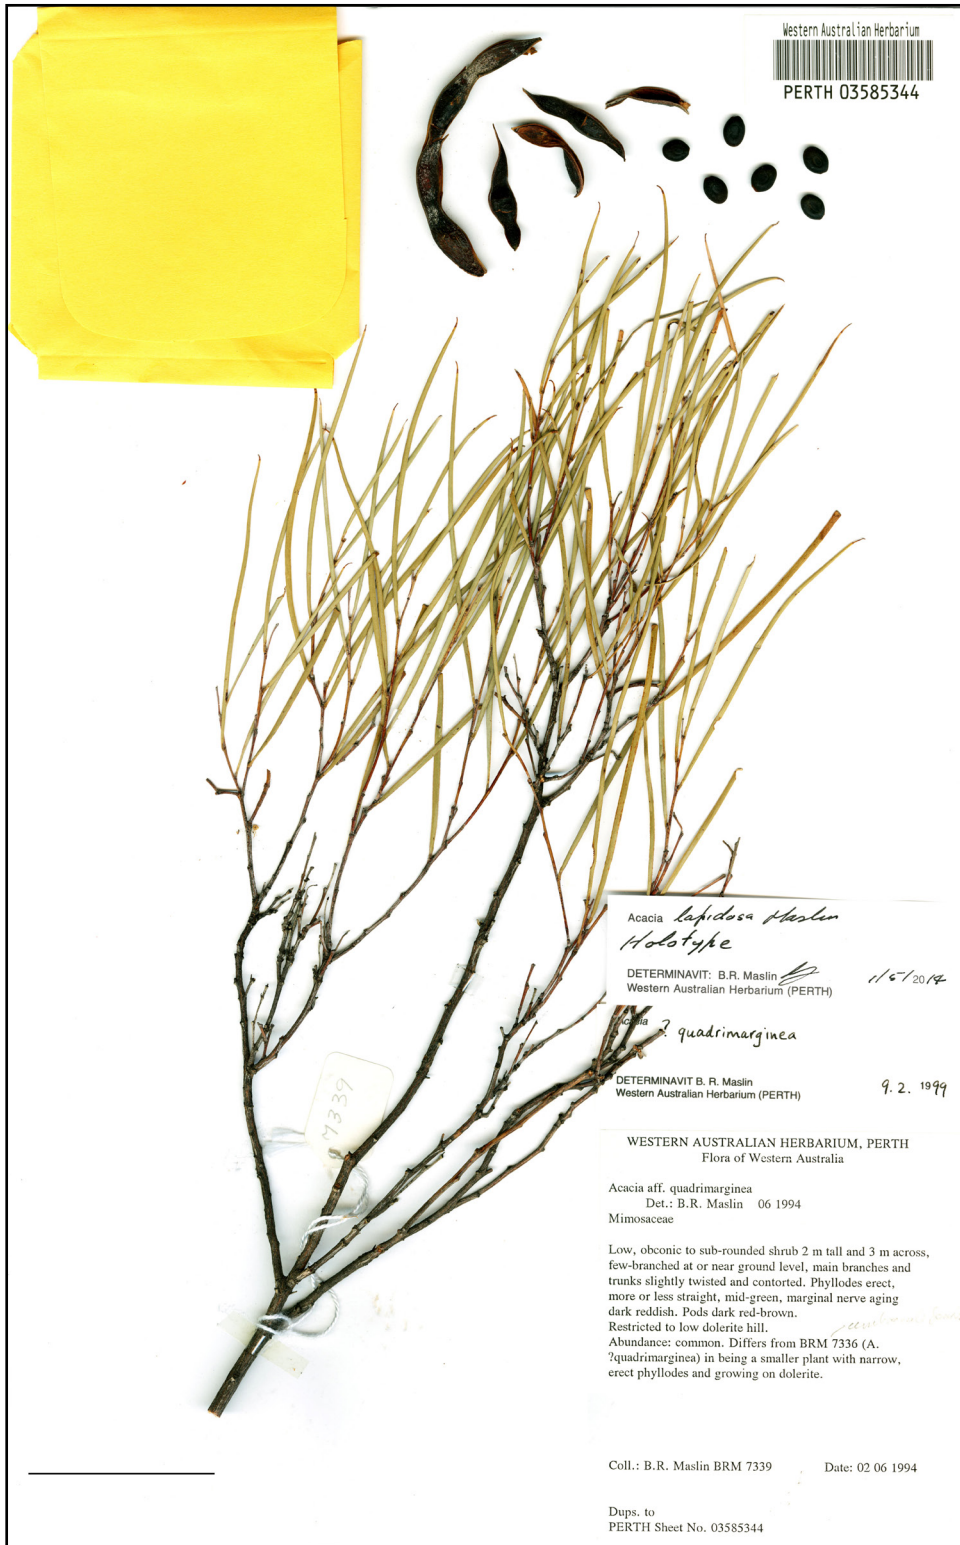 Western Australian Herbarium
PERTH 03585344
Acacia lapidosa Maslin
Holotype
DETERMINAVIT: B.R. Maslin 1/5/2014
Western Australian Herbarium (PERTH)
Acacia ? quadrimarginea
DETERMINAVIT B. R. Maslin 9. 2. 1999
Western Australian Herbarium (PERTH)
7339
WESTERN AUSTRALIAN HERBARIUM, PERTH
Flora of Western Australia
Acacia aff. quadrimarginea
Det.: B.R. Maslin 06 1994
Mimosaceae
Low, obconic to sub-rounded shrub 2 m tall and 3 m across,
few-branched at or near ground level, main branches and
trunks slightly twisted and contorted. Phyllodes erect,
more or less straight, mid-green, marginal nerve aging
dark reddish. Pods dark red-brown.
Restricted to low dolerite hill.
Abundance: common. Differs from BRM 7336 (A.
?quadrimarginea) in being a smaller plant with narrow,
erect phyllodes and growing on dolerite.
Coll.: B.R. Maslin BRM 7339 Date: 02 06 1994
Dups. to
PERTH Sheet No. 03585344